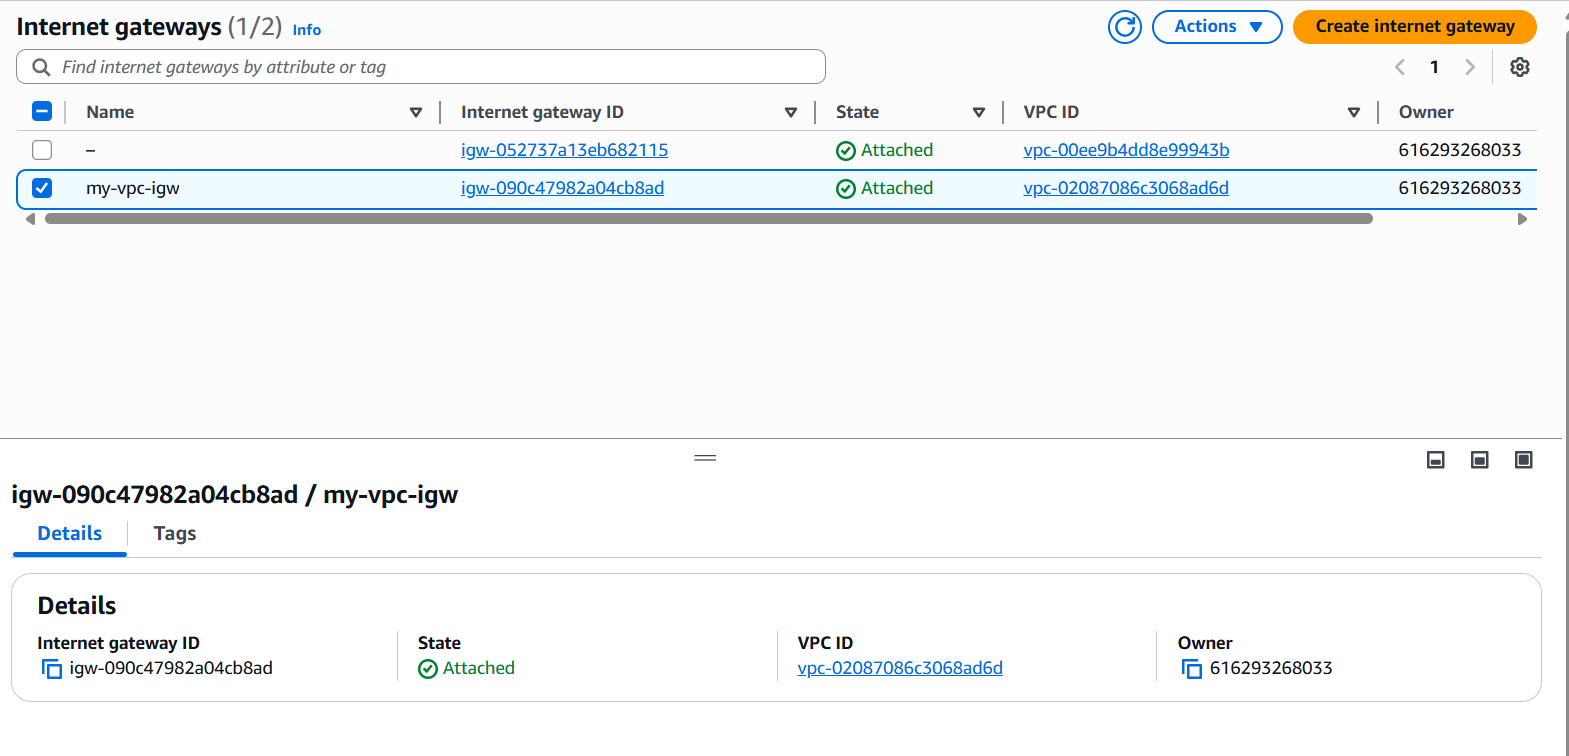 Internet gateways (1/2) Info
Actions
Create internet gateway
Find internet gateways by attribute or tag
1
Name Internet gateway ID State VPC ID Owner
– igw-052737a13eb682115 Attached vpc-00ee9b4dd8e99943b 616293268033
my-vpc-igw igw-090c47982a04cb8ad Attached vpc-02087086c3068ad6d 616293268033
igw-090c47982a04cb8ad / my-vpc-igw
Details Tags
Details
Internet gateway ID State VPC ID Owner
igw-090c47982a04cb8ad Attached vpc-02087086c3068ad6d 616293268033